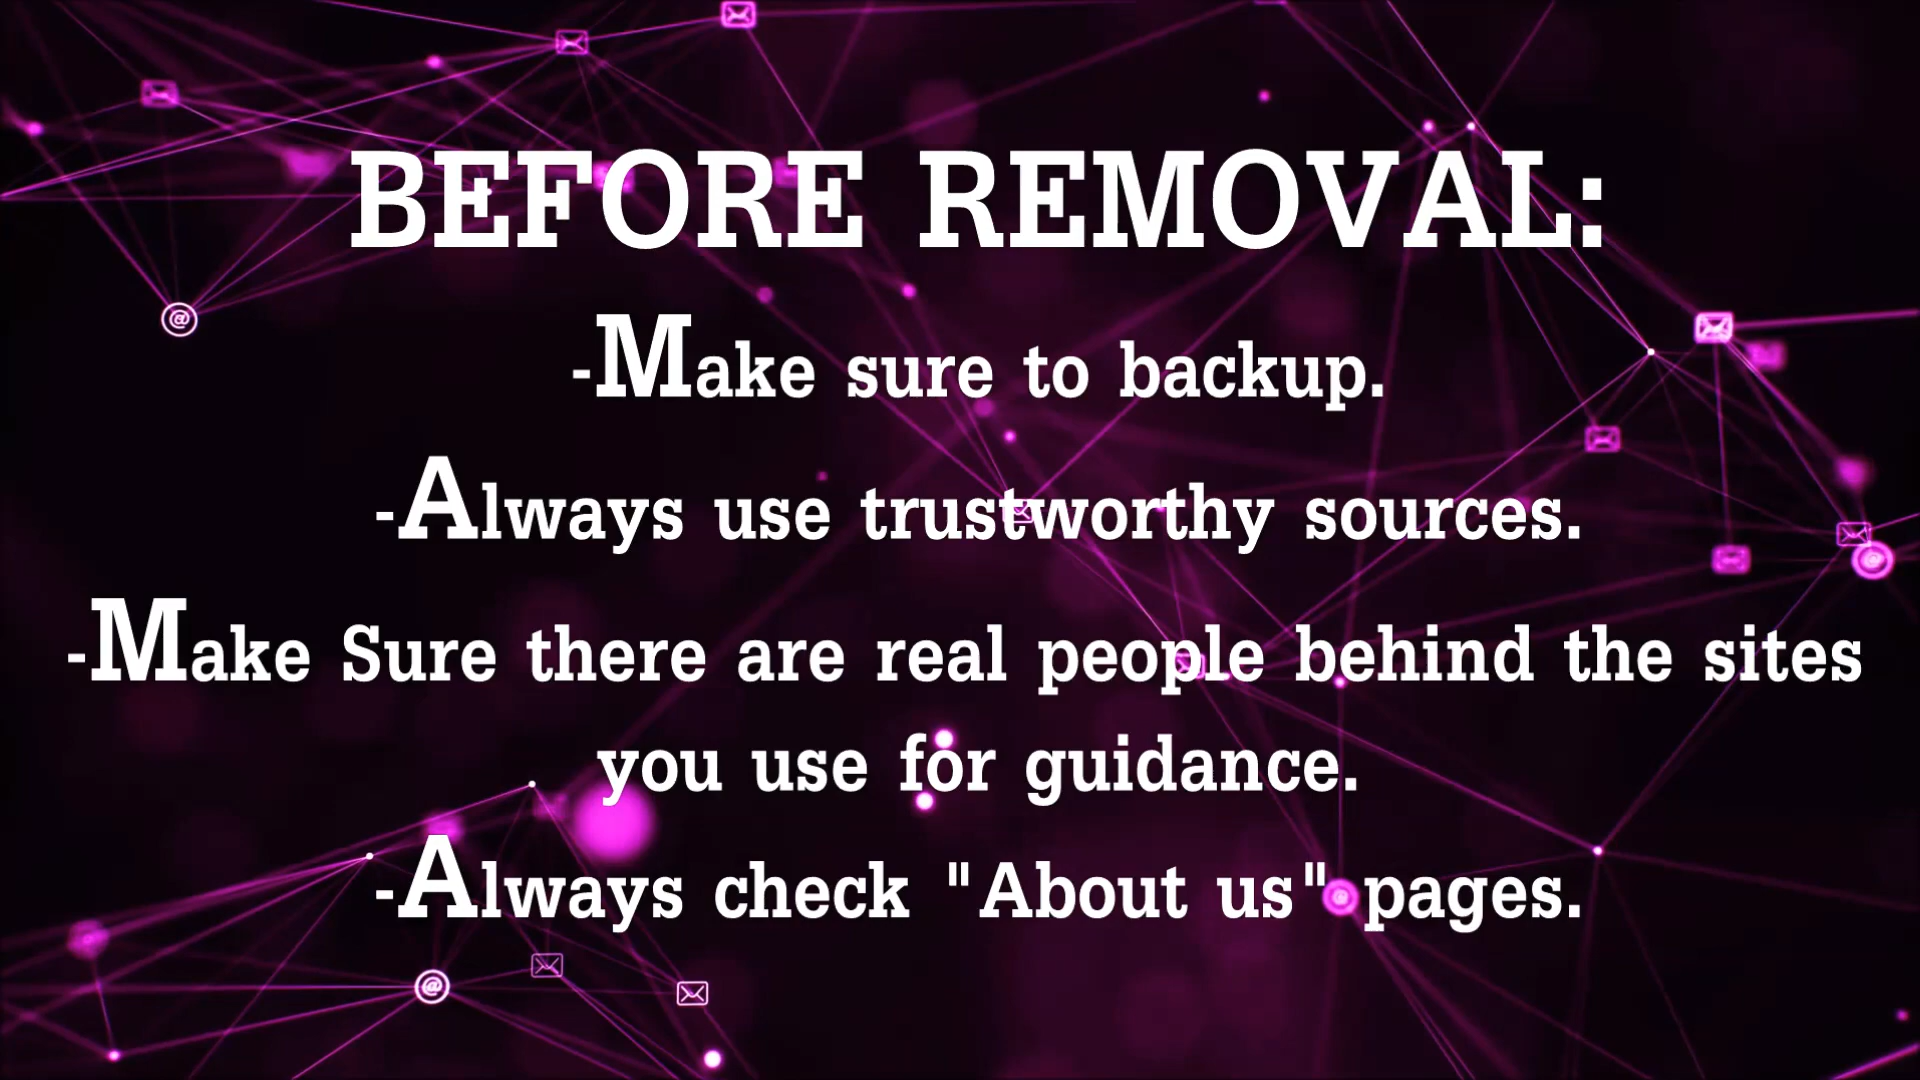 BEFORE REMOVAL:
-Make sure to backup.
-Always use trustworthy sources.
-Make Sure there are real people behind the sites
you use for guidance.
-Always check "About us" pages.